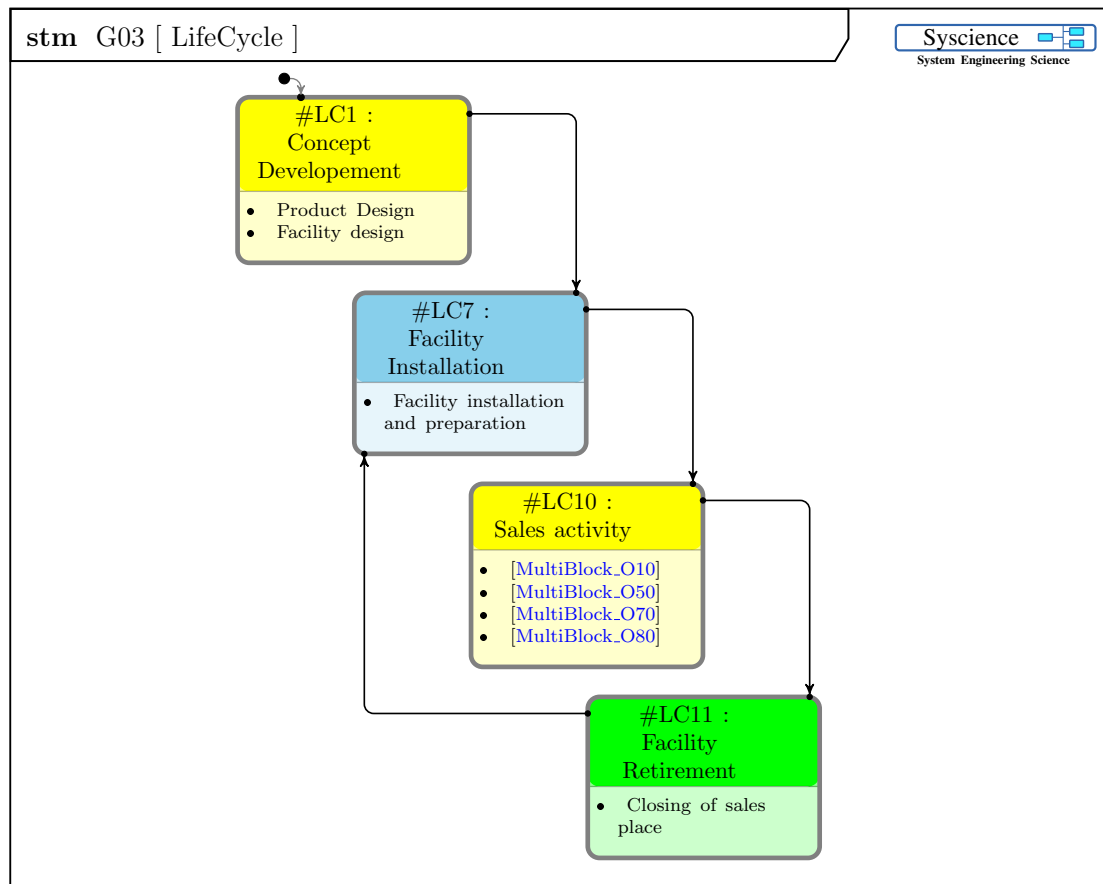 stm G03 [ LifeCycle ]
Syscience
System Engineering Science
#LC1 :
Concept
Developement
• Product Design
• Facility design
#LC7 :
Facility
Installation
• Facility installation
and preparation
#LC10 :
Sales activity
• [MultiBlock_O10]
• [MultiBlock_O50]
• [MultiBlock_O70]
• [MultiBlock_O80]
#LC11 :
Facility
Retirement
• Closing of sales
place